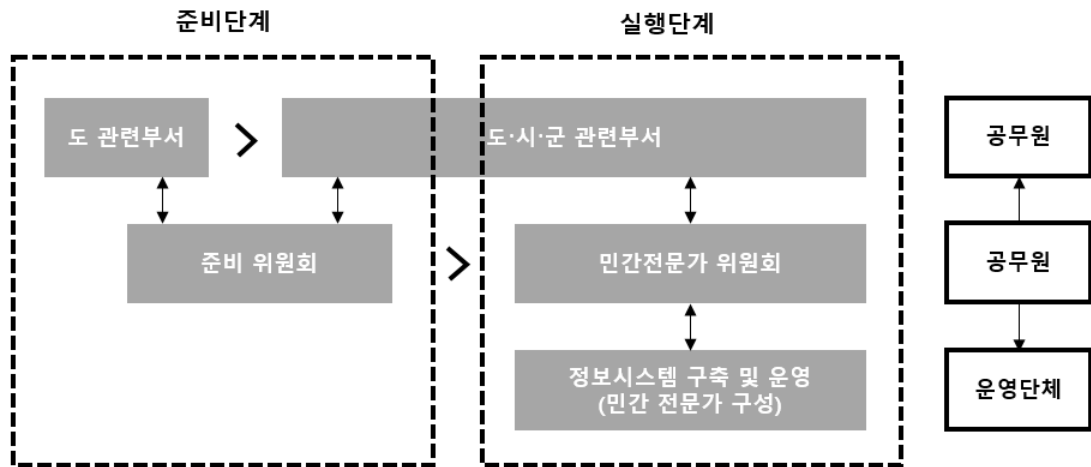 준비단계
실행단계
도 관련부서
도·시·군 관련부서
공무원
준비 위원회
민간전문가 위원회
공무원
정보시스템 구축 및 운영
(민간 전문가 구성)
운영단체